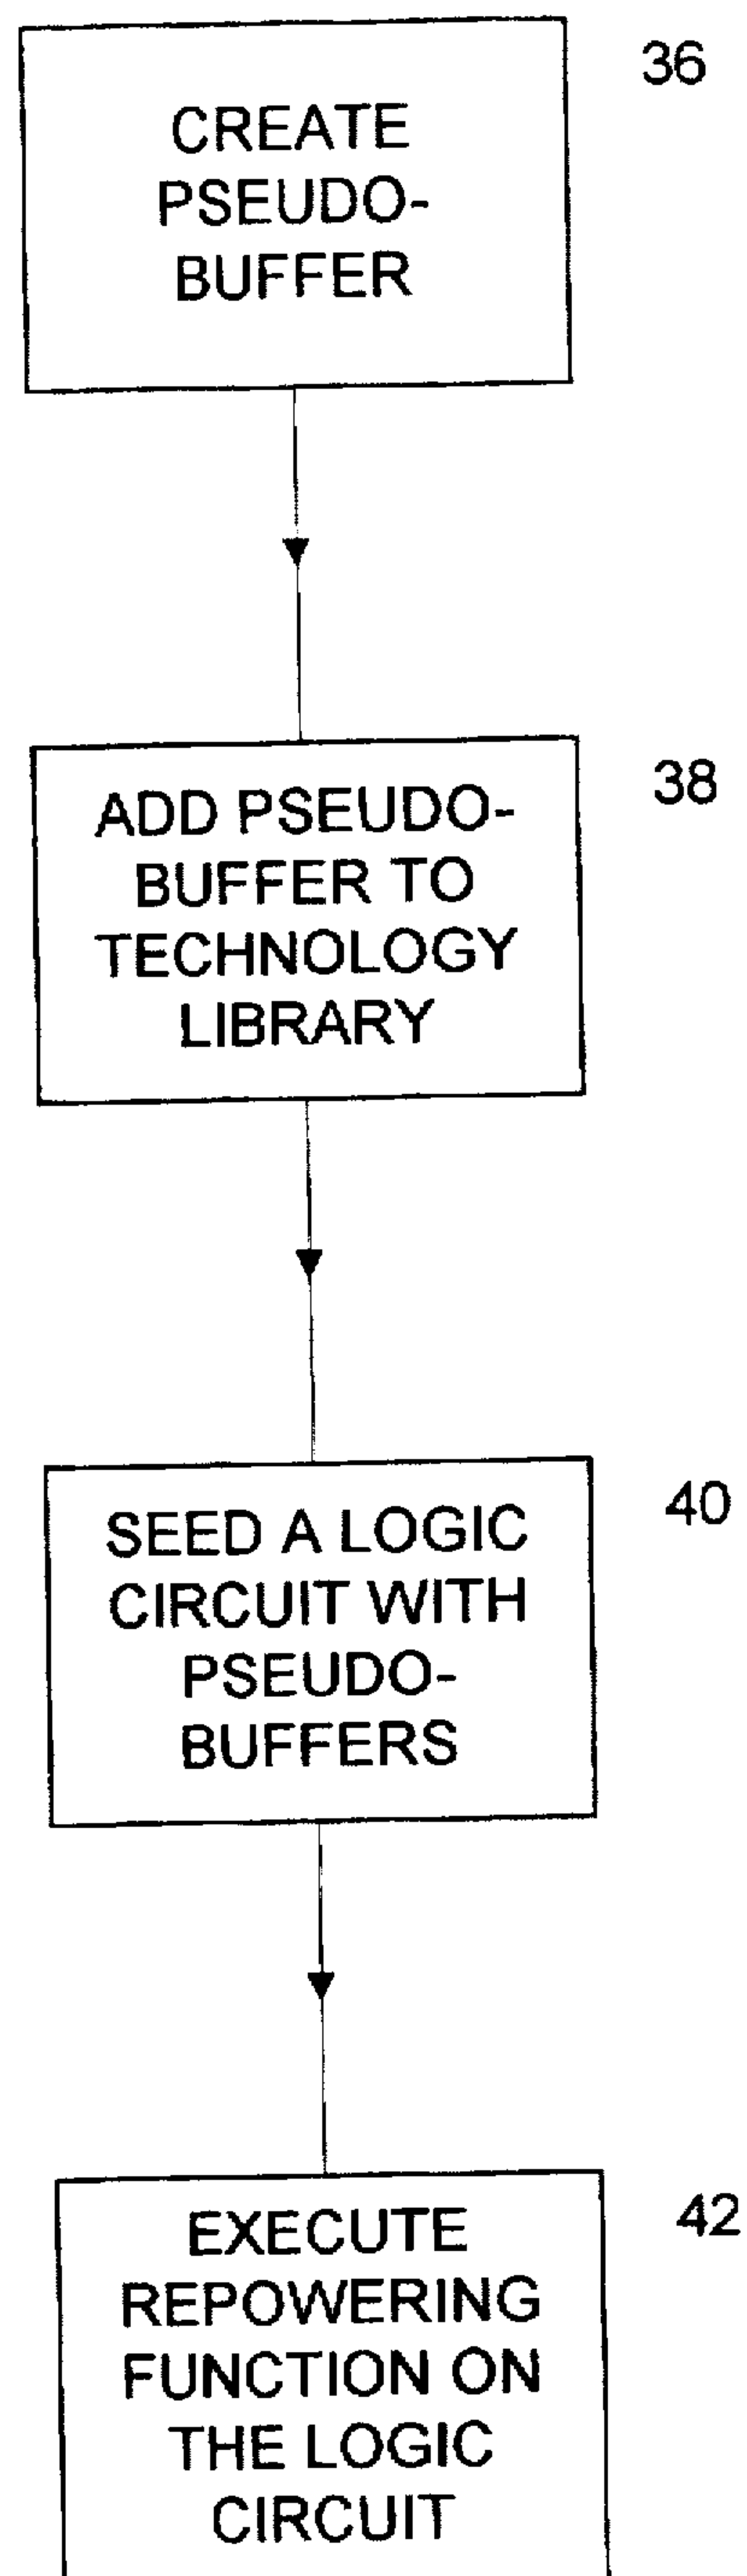 CREATE
PSEUDO-
BUFFER
36
ADD PSEUDO-
BUFFER TO
TECHNOLOGY
LIBRARY
38
SEED A LOGIC
CIRCUIT WITH
PSEUDO-
BUFFERS
40
EXECUTE
REPOWERING
FUNCTION ON
THE LOGIC
CIRCUIT
42